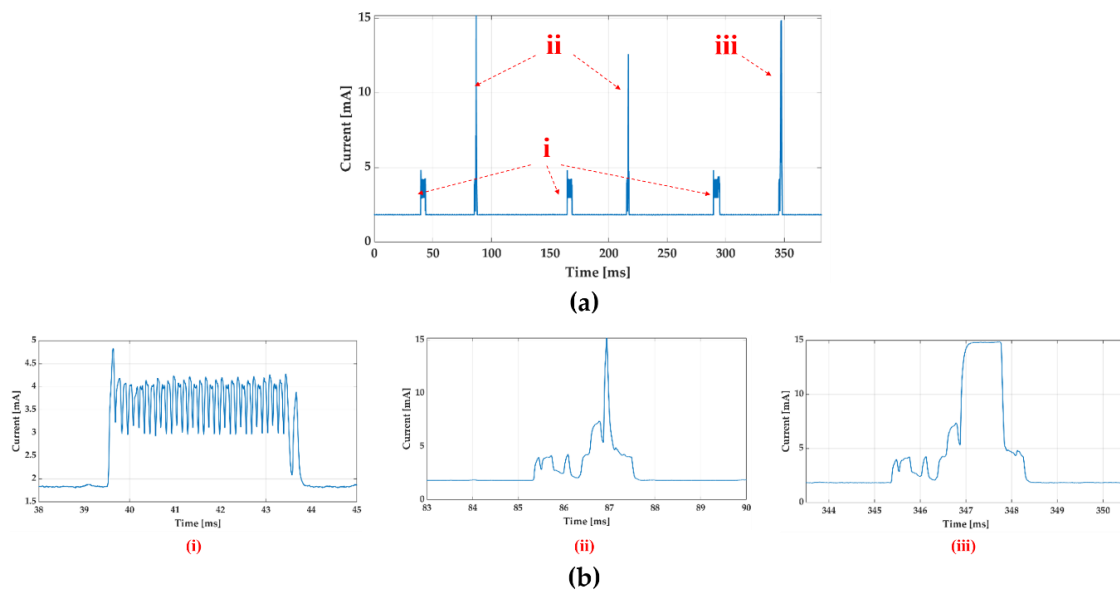 15
ii
iii
10
Current [mA]
i
5
0
0 50 100 150 200 250 300 350
Time [ms]
(a)
5
4.5
4
3.5
3
2.5
2
1.5
Current [mA]
38 39 40 41 42 43 44 45
Time [ms]
(i)
15
10
5
0
Current [mA]
83 84 85 86 87 88 89 90
Time [ms]
(ii)
15
10
5
0
Current [mA]
344 345 346 347 348 349 350
Time [ms]
(iii)
(b)